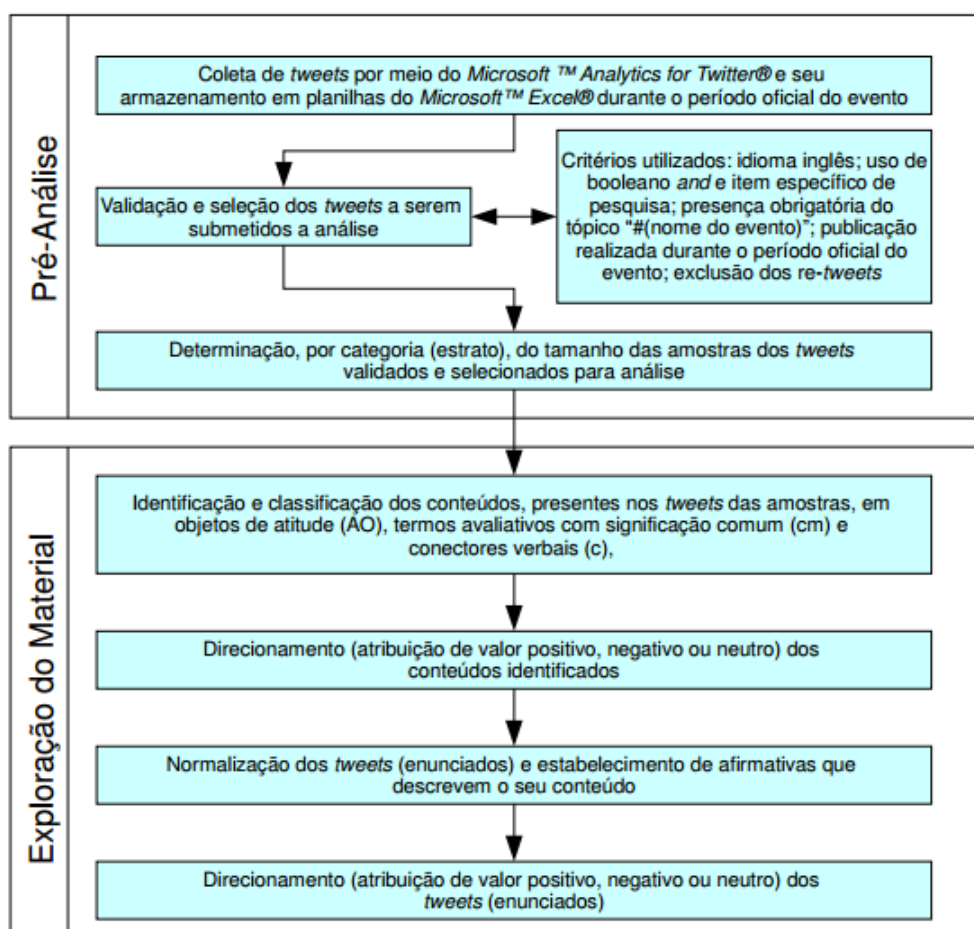 Pré-Análise
Coleta de tweets por meio do Microsoft ™ Analytics for Twitter® e seu
armazenamento em planilhas do Microsoft™ Excel® durante o período oficial do evento
Validação e seleção dos tweets a serem
submetidos a análise
Critérios utilizados: idioma inglês; uso de
booleano and e item específico de
pesquisa; presença obrigatória do
tópico “#(nome do evento)”; publicação
realizada durante o período oficial do
evento; exclusão dos re-tweets
Determinação, por categoria (estrato), do tamanho das amostras dos tweets
validados e selecionados para análise
Exploração do Material
Identificação e classificação dos conteúdos, presentes nos tweets das amostras, em
objetos de atitude (AO), termos avaliativos com significação comum (cm) e
conectores verbais (c),
Direcionamento (atribuição de valor positivo, negativo ou neutro) dos
conteúdos identificados
Normalização dos tweets (enunciados) e estabelecimento de afirmativas que
descrevem o seu conteúdo
Direcionamento (atribuição de valor positivo, negativo ou neutro) dos
tweets (enunciados)